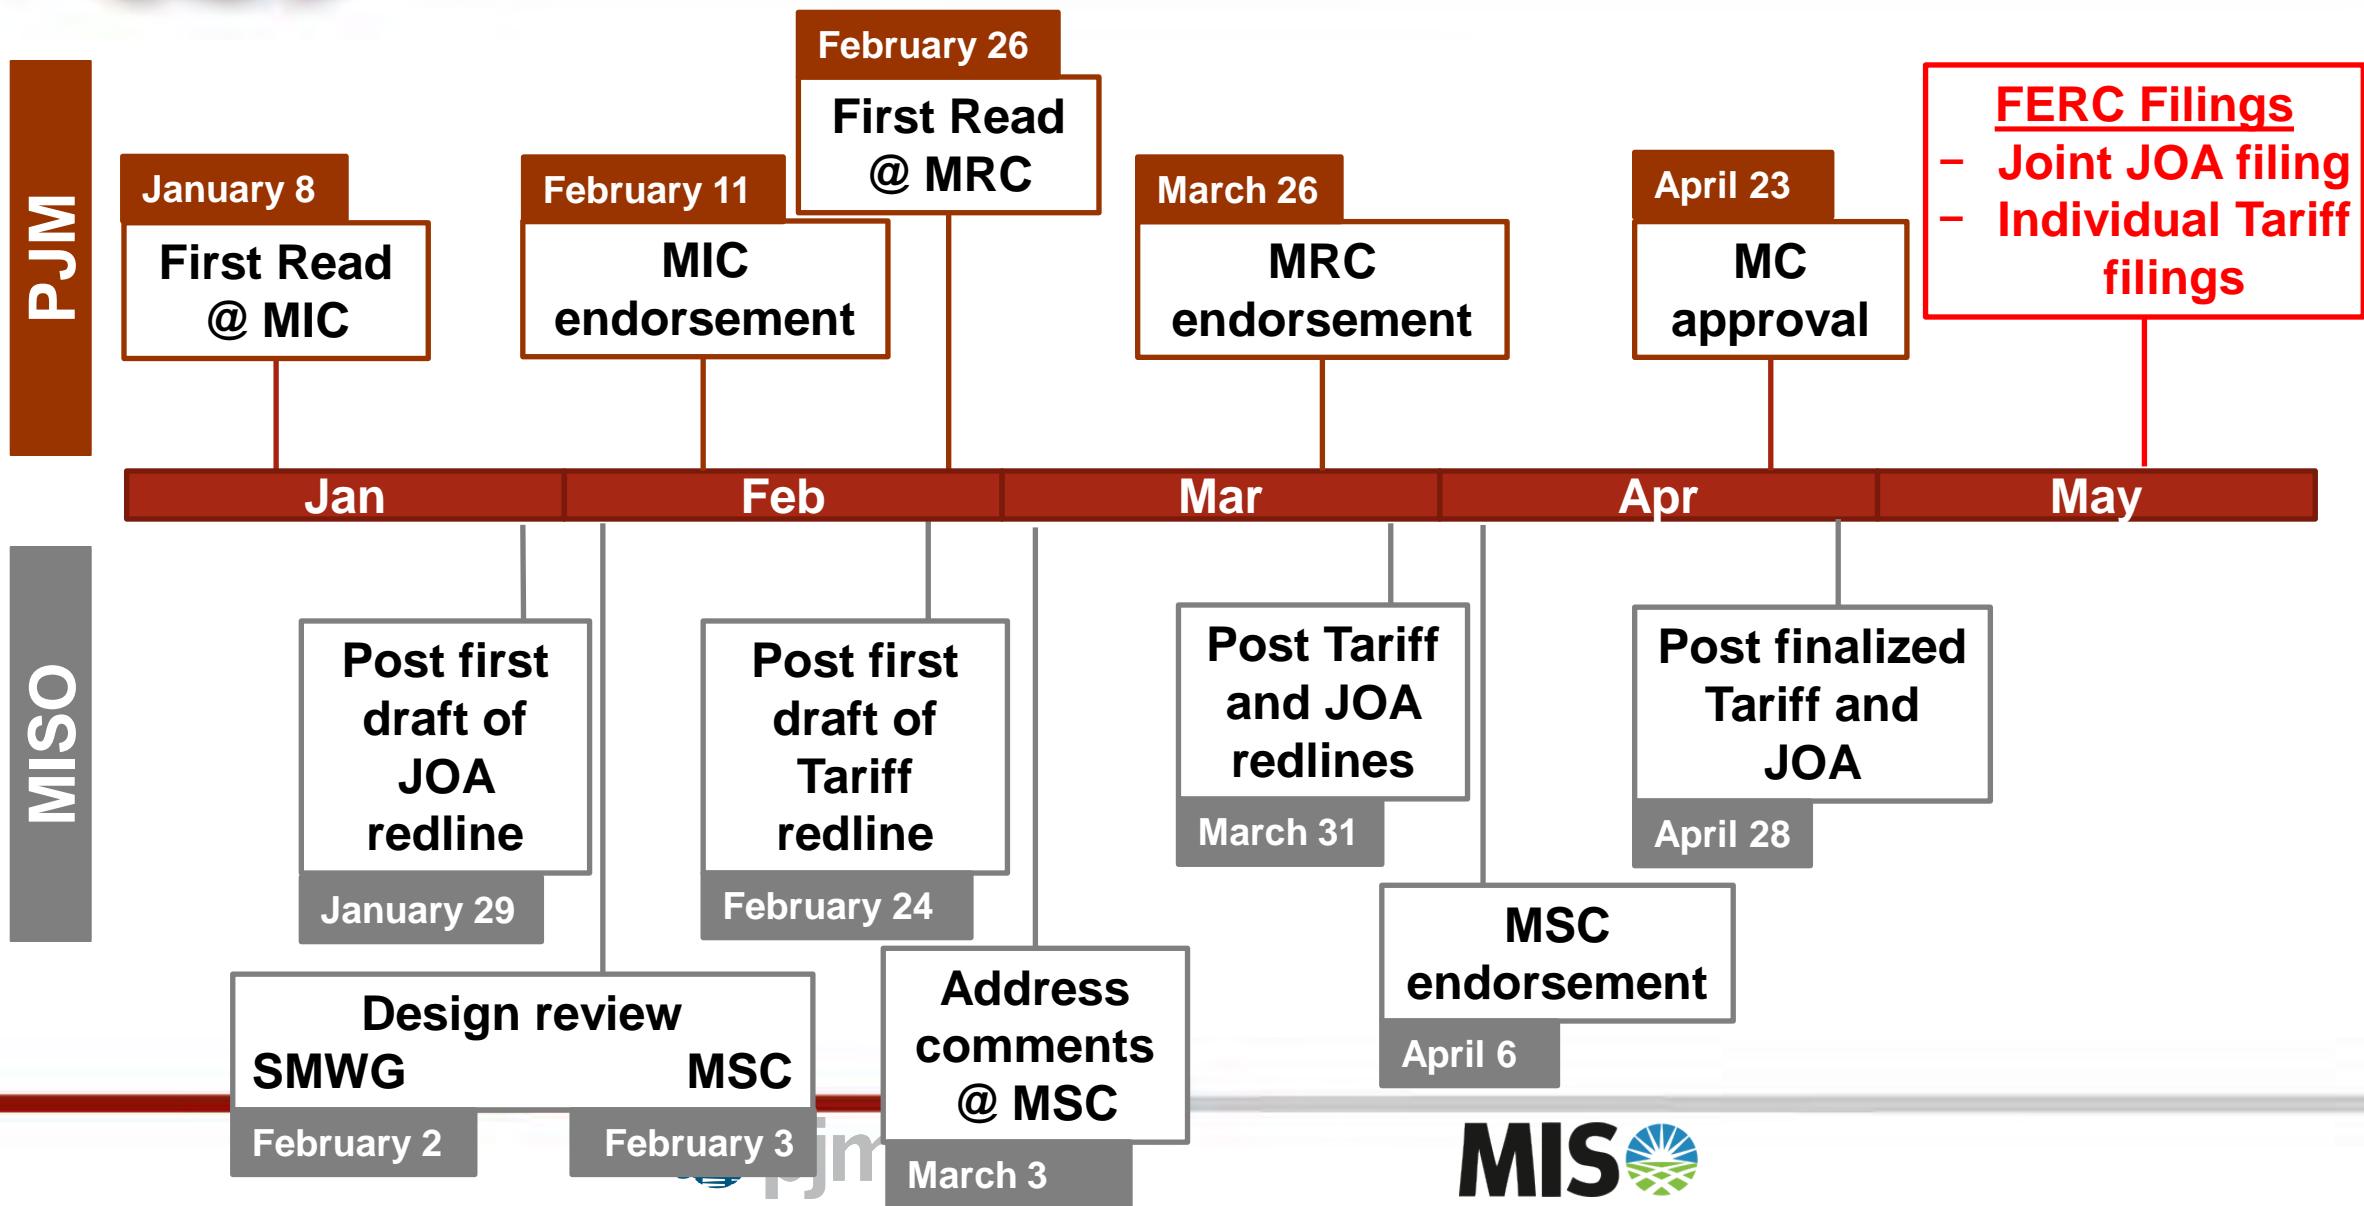 PJM
January 8
First Read
@ MIC
February 11
MIC
endorsement
February 26
First Read
@ MRC
March 26
MRC
endorsement
April 23
MC
approval
FERC Filings
– Joint JOA filing
– Individual Tariff
filings
Jan Feb Mar Apr May
MISO
Post first
draft of
JOA
redline
January 29
Design review
SMWG MSC
February 2 February 3
Post first
draft of
Tariff
redline
February 24
Address
comments
@ MSC
March 3
Post Tariff
and JOA
redlines
March 31
MSC
endorsement
April 6
Post finalized
Tariff and
JOA
April 28
pjm
MISO